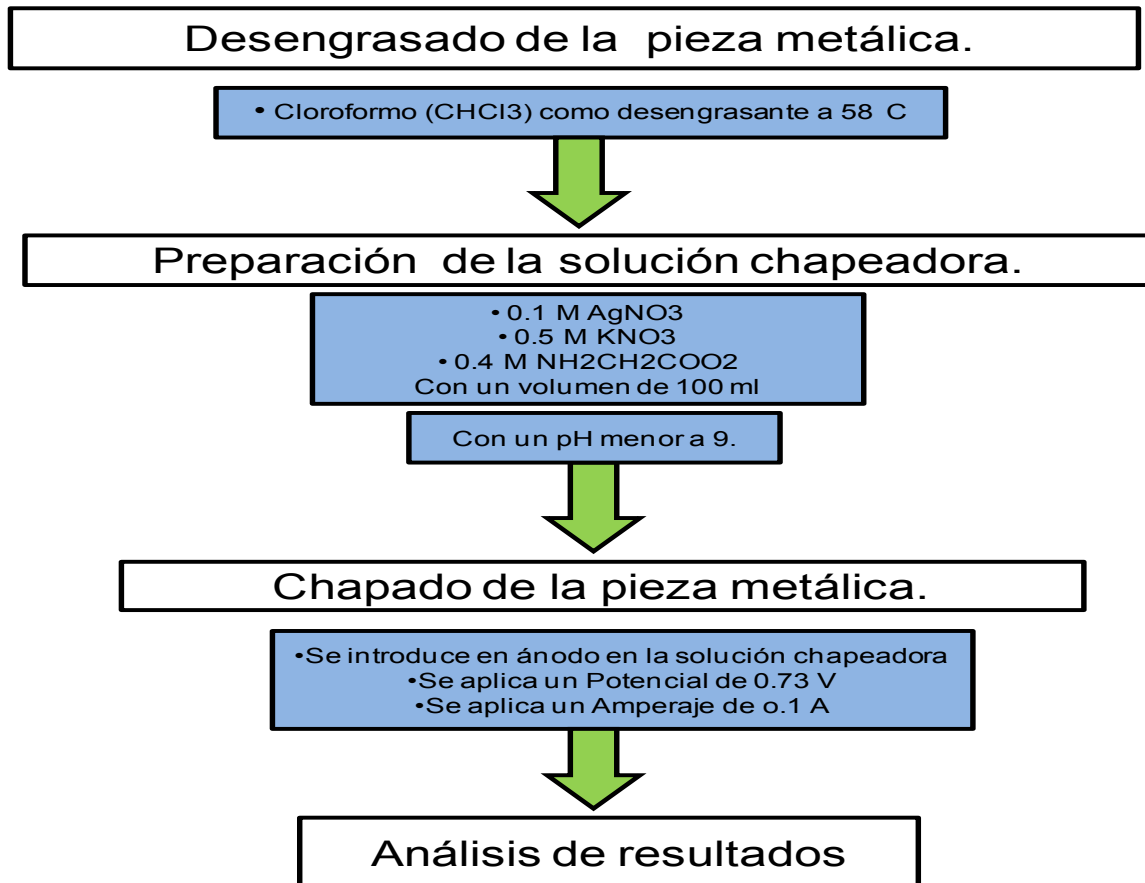 Desengrasado de la pieza metálica.
• Cloroformo (CHCl3) como desengrasante a 58 C
Preparación de la solución chapeadora.
• 0.1 M AgNO3
• 0.5 M KNO3
• 0.4 M NH2CH2COO2
Con un volumen de 100 ml
Con un pH menor a 9.
Chapado de la pieza metálica.
•Se introduce en ánodo en la solución chapeadora
•Se aplica un Potencial de 0.73 V
•Se aplica un Amperaje de o.1 A
Análisis de resultados